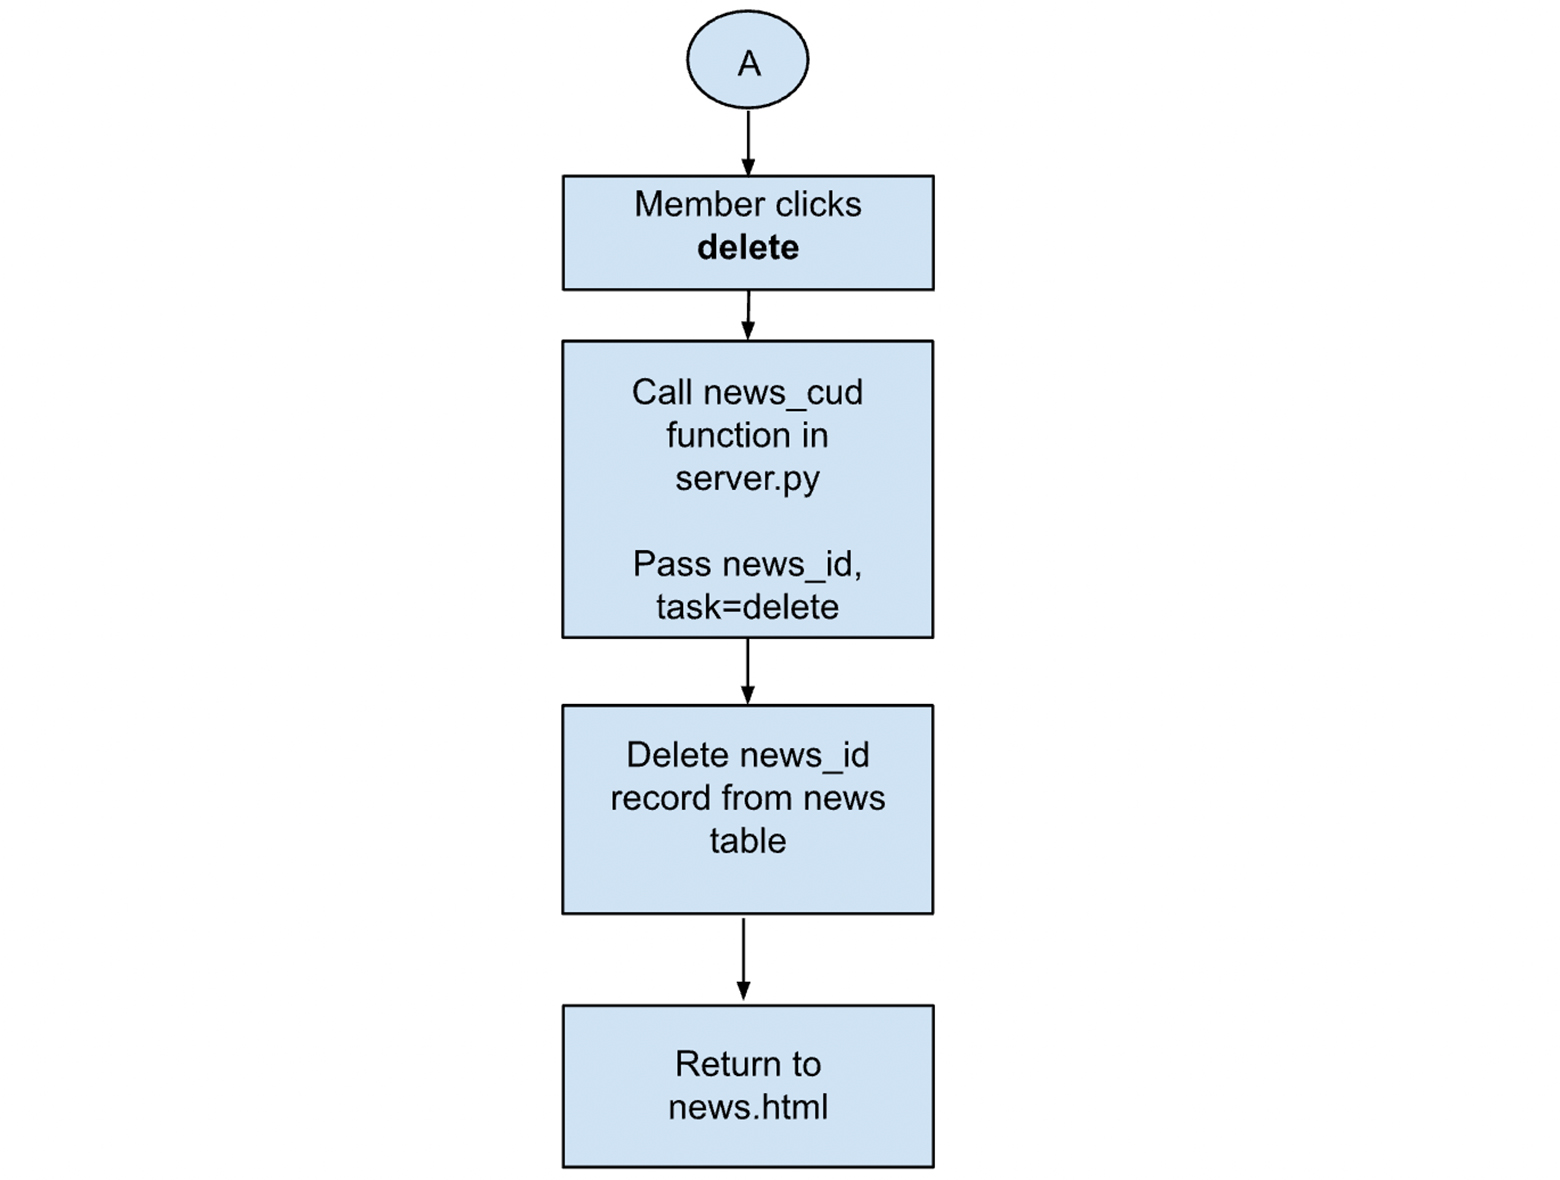 A
Member clicks
delete
Call news_cud
function in
server.py
Pass news_id,
task=delete
Delete news_id
record from news
table
Return to
news.html